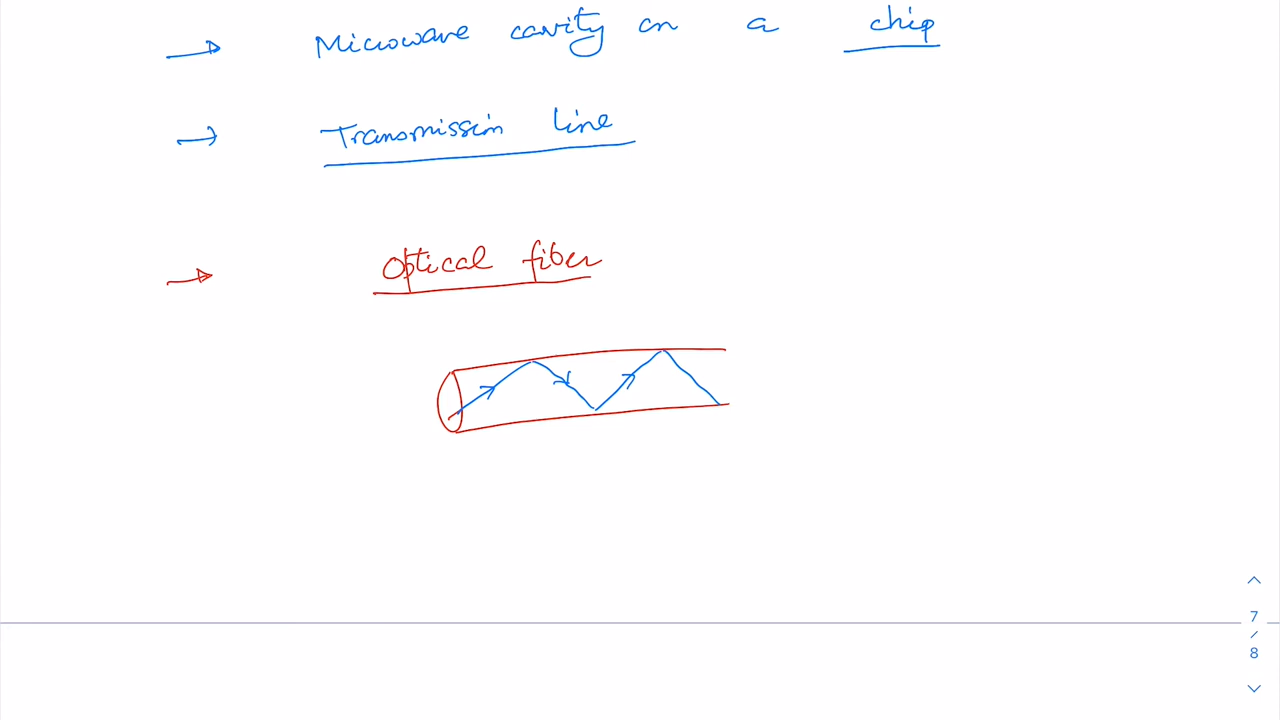 → Microwave cavity on a chip
→ Transmission line
→ Optical fiber
7
/
8